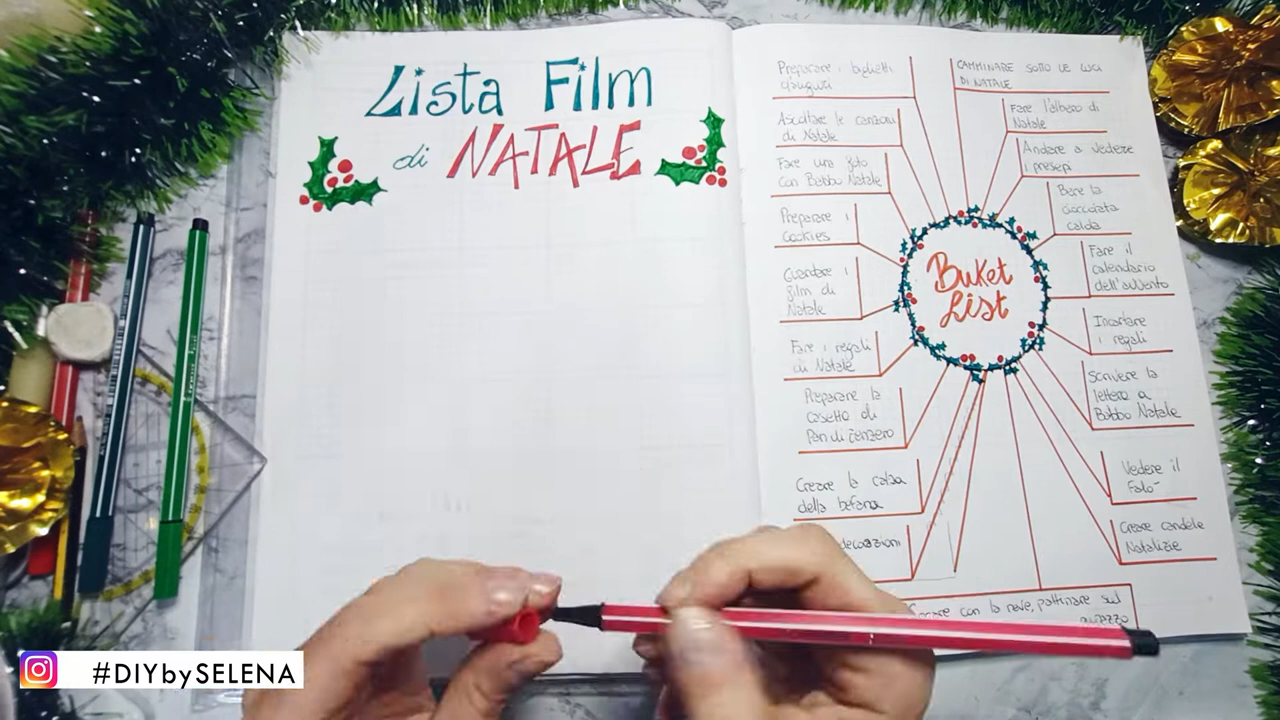 Lista Film
di NATALE
Preparare i biglietti
d'auguri
Ascoltare le canzoni
di Natale
Fare una foto
con Babbo Natale
Preparare i
cookies
Guardare i
film di
Natale
Fare i regali
di Natale
Preparare la
casetta di
Pan di zenzero
Creare la calza
della befana
decorazioni
Buket
List
CAMMINARE SOTTO LE LUCI
DI NATALE
Fare l'albero di
Natale
Andare a vedere
i presepi
Bere la
cioccolata
calda
Fare il
calendario
dell'avvento
Incartare
i regali
Scrivere la
lettera a
Babbo Natale
Vedere il
Falò
Creare candele
Natalizie
con la neve, pattinare sul
#DIYbySELENA